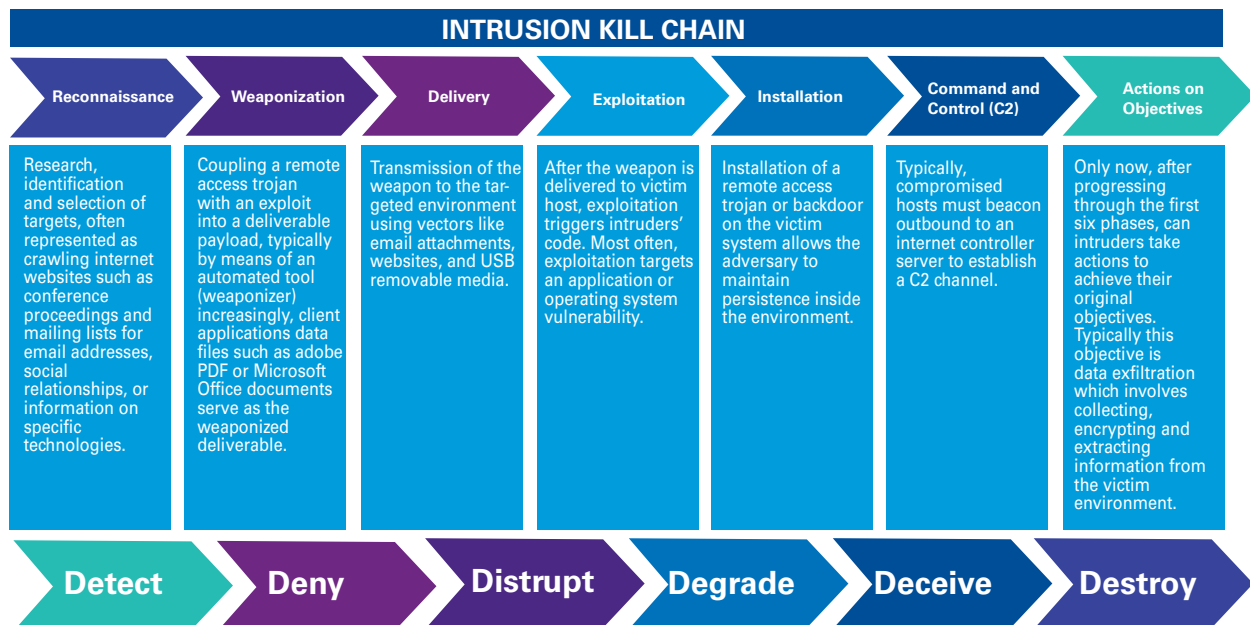 INTRUSION KILL CHAIN
Reconnaissance
Weaponization
Delivery
Exploitation
Installation
Command and
Control (C2)
Actions on
Objectives
Research,
identification
and selection of
targets, often
represented as
crawling internet
websites such as
conference
proceedings and
mailing lists for
email addresses,
social
relationships, or
information on
specific
technologies.
Coupling a remote
access trojan
with an exploit
into a deliverable
payload, typically
by means of an
automated tool
(weaponizer)
increasingly, client
applications data
files such as adobe
PDF or Microsoft
Office documents
serve as the
weaponized
deliverable.
Transmission of the
weapon to the tar-
geted environment
using vectors like
email attachments,
websites, and USB
removable media.
After the weapon is
delivered to victim
host, exploitation
triggers intruders’
code. Most often,
exploitation targets
an application or
operating system
vulnerability.
Installation of a
remote access
trojan or backdoor
on the victim
system allows the
adversary to
maintain
persistence inside
the environment.
Typically,
compromised
hosts must beacon
outbound to an
internet controller
server to establish
a C2 channel.
Only now, after
progressing
through the first
six phases, can
intruders take
actions to
achieve their
original
objectives.
Typically this
objective is
data exfiltration
which involves
collecting,
encrypting and
extracting
information from
the victim
environment.
Detect
Deny
Distrupt
Degrade
Deceive
Destroy